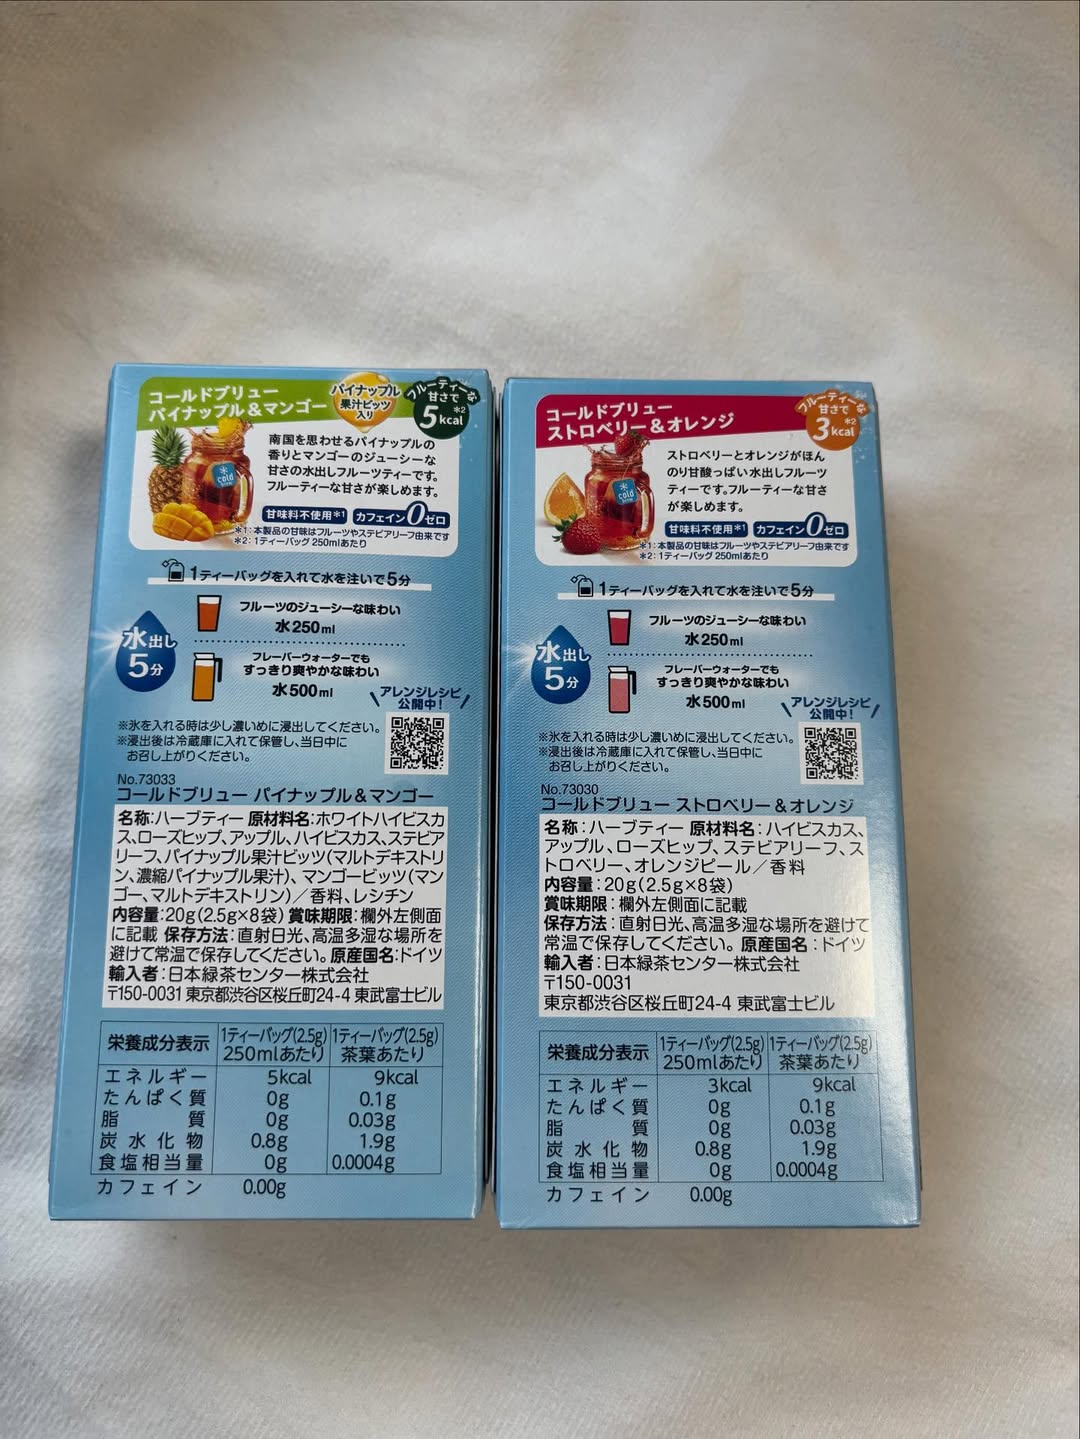 コールドブリュー
パイナップル&マンゴー
パイナップル
果汁ビッツ
入り
フルーティーな
甘さで
5kcal
*2
南国を思わせるパイナップルの
香りとマンゴーのジューシーな
甘さの水出しフルーツティーです。
フルーティーな甘さが楽しめます。
cold
brew
甘味料不使用*1 カフェイン0ゼロ
*1:本製品の甘味はフルーツやステビアリーフ由来です
*2:1ティーバッグ 250mlあたり
1ティーバッグを入れて水を注いで5分
水出し
5分
フルーツのジューシーな味わい
水250ml
フレーバーウォーターでも
すっきり爽やかな味わい
水500ml
アレンジレシピ
公開中!
※氷を入れる時は少し濃いめに浸出してください。
※浸出後は冷蔵庫に入れて保管し、当日中に
お召し上がりください。
No.73033
コールドブリュー パイナップル&マンゴー
名称:ハーブティー 原材料名:ホワイトハイビスカ
ス、ローズヒップ、アップル、ハイビスカス、ステビア
リーフ、パイナップル果汁ビッツ(マルトデキストリ
ン、濃縮パイナップル果汁)、マンゴービッツ(マン
ゴー、マルトデキストリン)/香料、レシチン
内容量:20g(2.5g×8袋) 賞味期限:欄外左側面
に記載 保存方法:直射日光、高温多湿な場所を
避けて常温で保存してください。原産国名:ドイツ
輸入者:日本緑茶センター株式会社
〒150-0031 東京都渋谷区桜丘町24-4 東武富士ビル
栄養成分表示 1ティーバッグ(2.5g) 250mlあたり 1ティーバッグ(2.5g) 茶葉あたり
エネルギー 5kcal 9kcal
たんぱく質 0g 0.1g
脂質 0g 0.03g
炭水化物 0.8g 1.9g
食塩相当量 0g 0.0004g
カフェイン 0.00g
コールドブリュー
ストロベリー&オレンジ
フルーティーな
甘さで
3kcal
*2
ストロベリーとオレンジがほん
のり甘酸っぱい水出しフルーツ
ティーです。フルーティーな甘さ
が楽しめます。
cold
brew
甘味料不使用*1 カフェイン0ゼロ
*1:本製品の甘味はフルーツやステビアリーフ由来です
*2:1ティーバッグ 250mlあたり
1ティーバッグを入れて水を注いで5分
水出し
5分
フルーツのジューシーな味わい
水250ml
フレーバーウォーターでも
すっきり爽やかな味わい
水500ml
アレンジレシピ
公開中!
※氷を入れる時は少し濃いめに浸出してください。
※浸出後は冷蔵庫に入れて保管し、当日中に
お召し上がりください。
No.73030
コールドブリュー ストロベリー&オレンジ
名称:ハーブティー 原材料名:ハイビスカス、
アップル、ローズヒップ、ステビアリーフ、ス
トロベリー、オレンジピール/香料
内容量:20g(2.5g×8袋)
賞味期限:欄外左側面に記載
保存方法:直射日光、高温多湿な場所を避けて
常温で保存してください。原産国名:ドイツ
輸入者:日本緑茶センター株式会社
〒150-0031
東京都渋谷区桜丘町24-4 東武富士ビル
栄養成分表示 1ティーバッグ(2.5g) 250mlあたり 1ティーバッグ(2.5g) 茶葉あたり
エネルギー 3kcal 9kcal
たんぱく質 0g 0.1g
脂質 0g 0.03g
炭水化物 0.8g 1.9g
食塩相当量 0g 0.0004g
カフェイン 0.00g